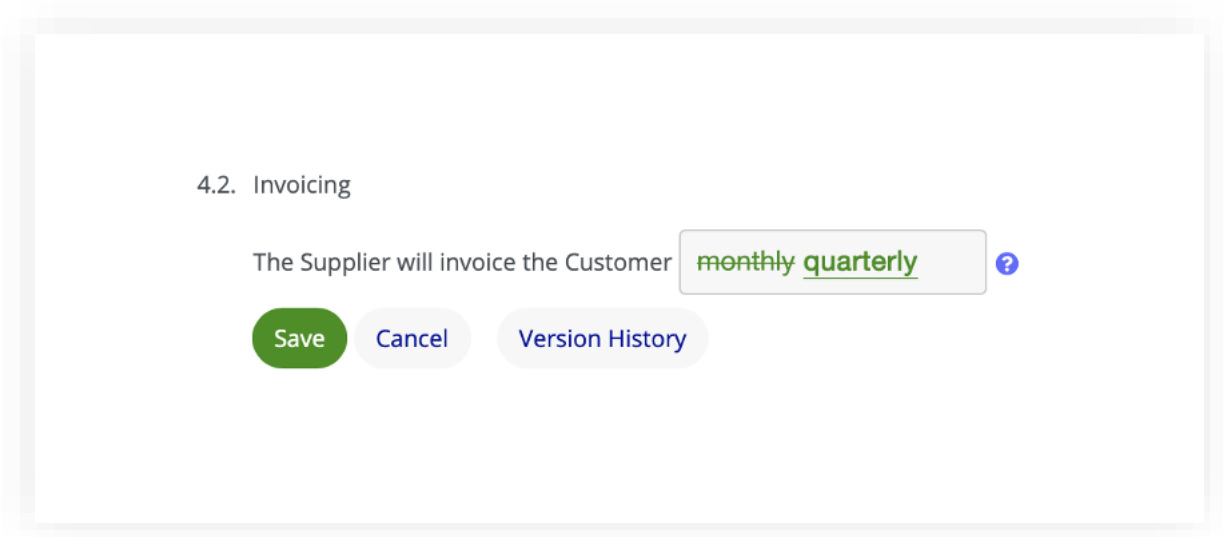 4.2. Invoicing
The Supplier will invoice the Customer monthly quarterly ?
Save Cancel Version History